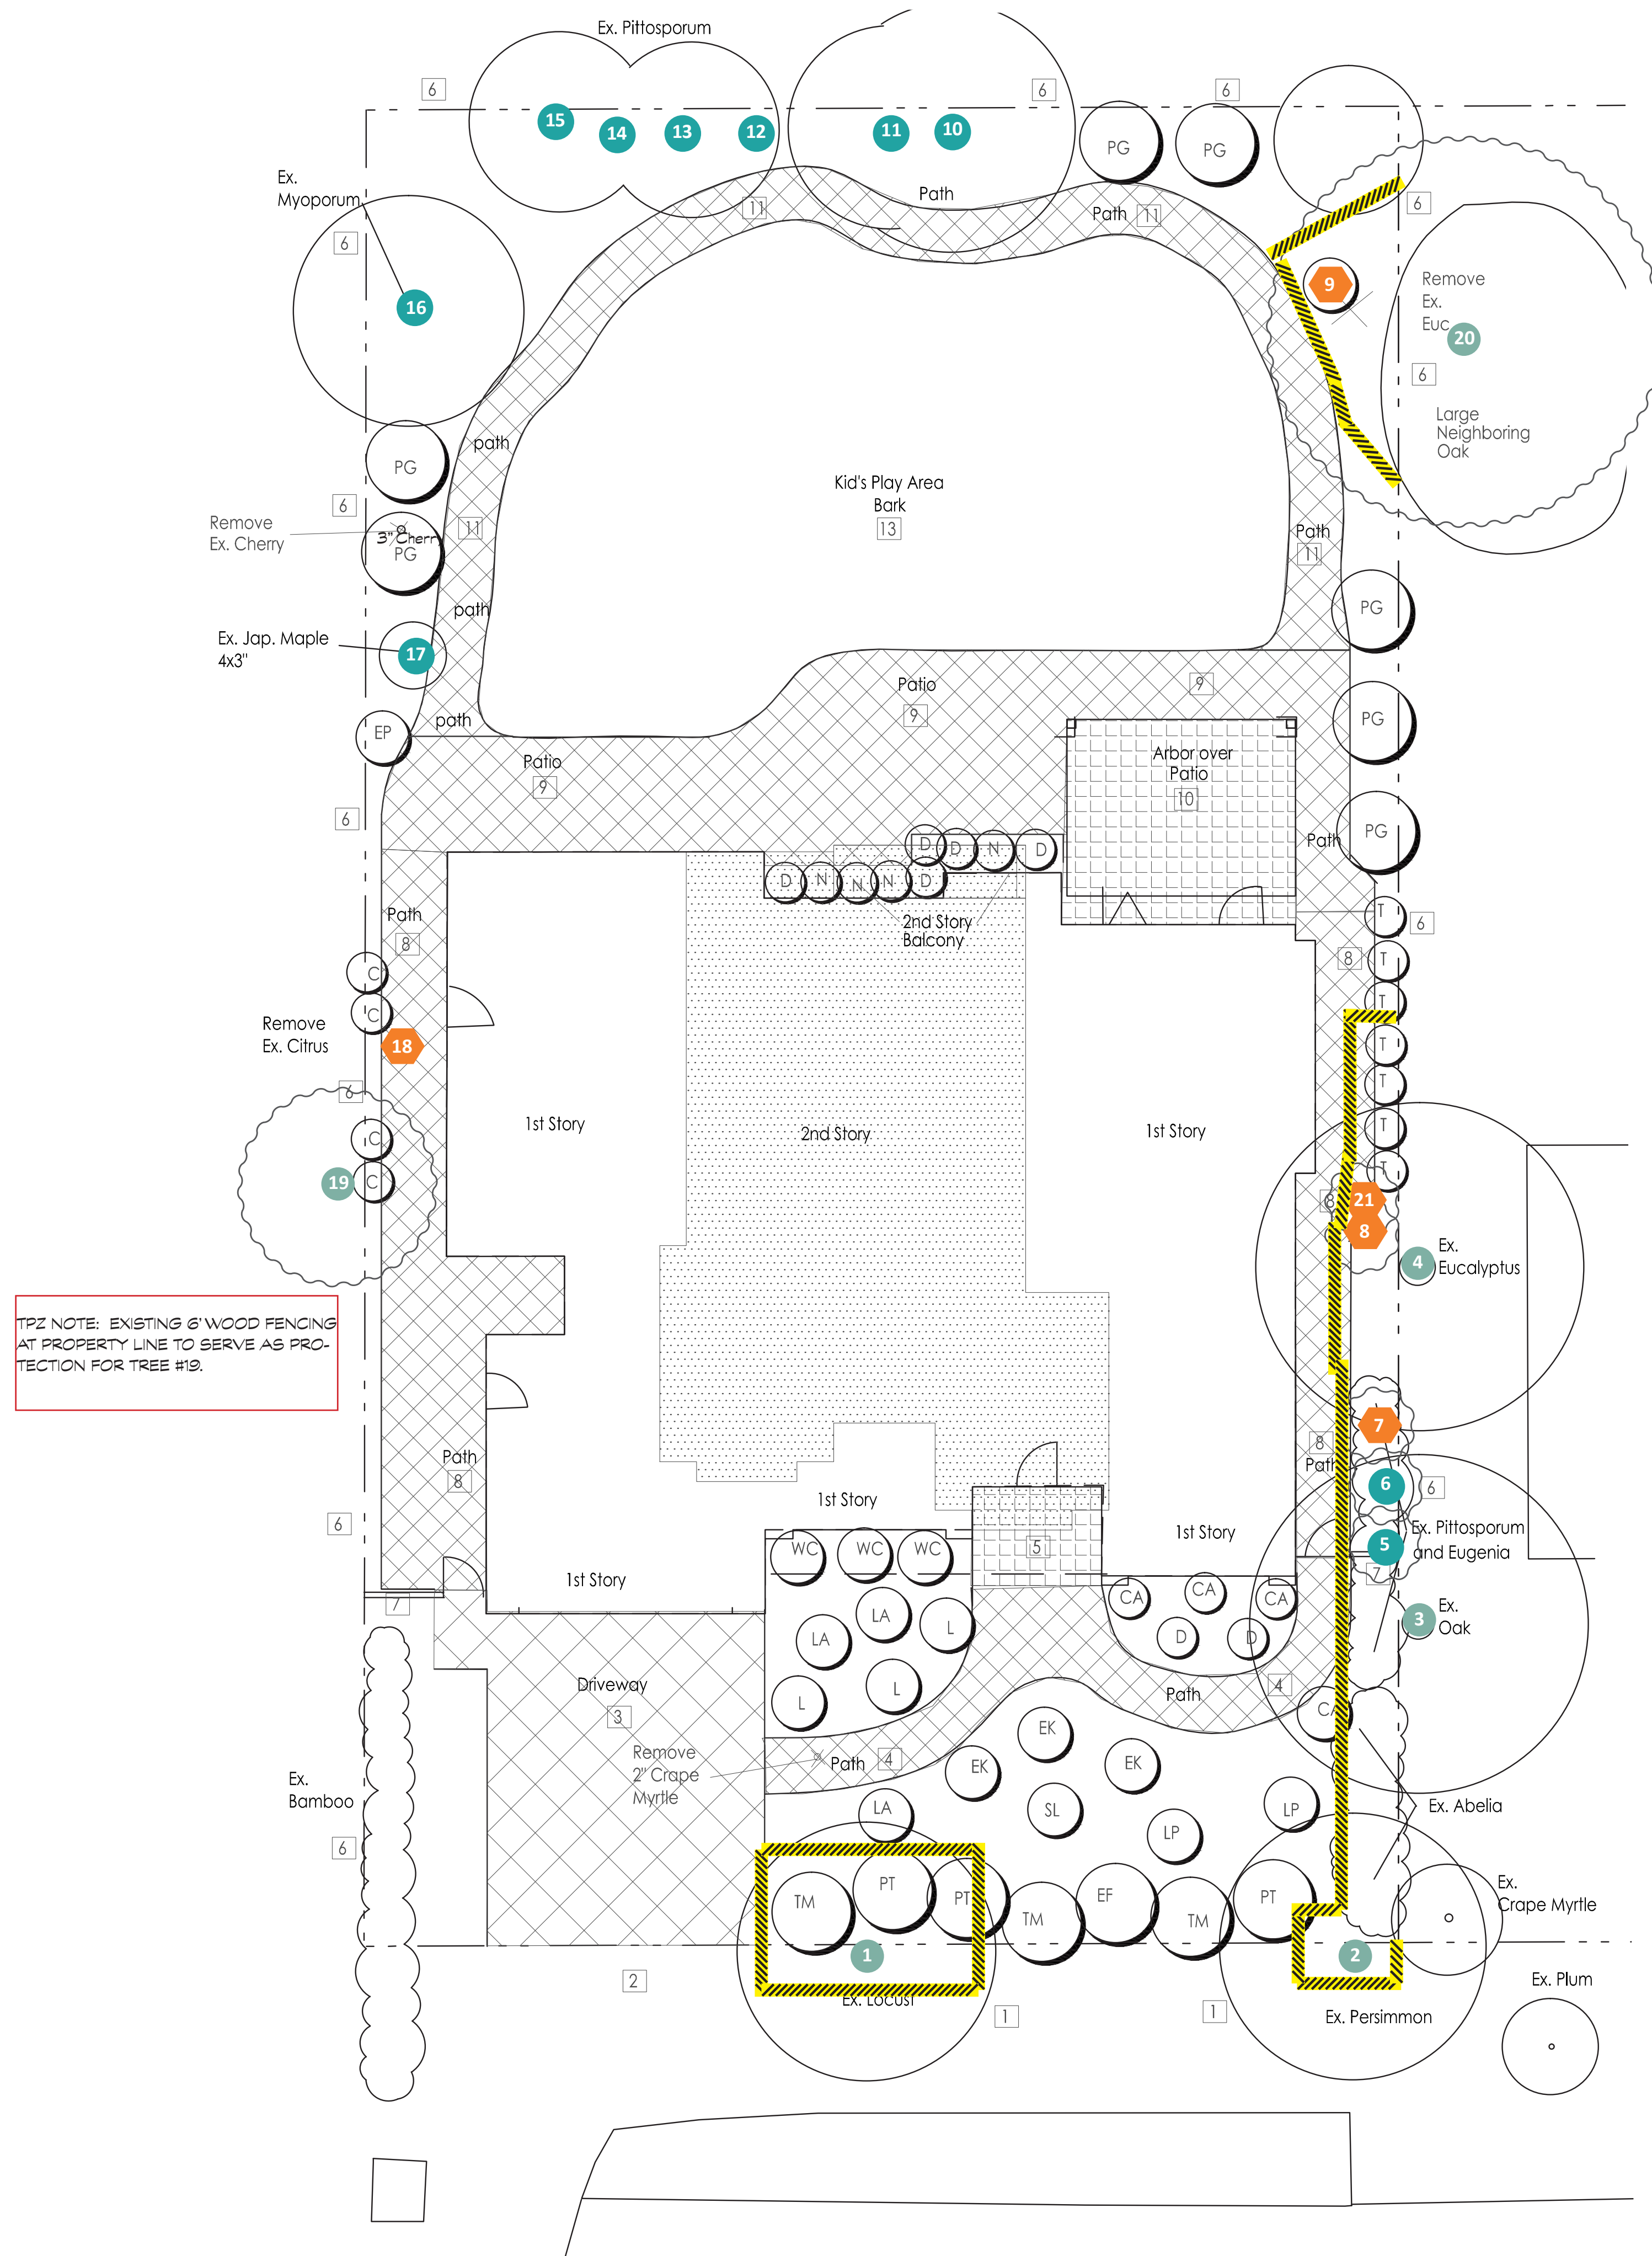 Ex. Pittosporum
6
6
6
15
14
13
12
11
10
PG
PG
Ex.
Myoporum
6
11
Path
Path
11
6
16
9
Remove
Ex.
Euc
20
6
Large
Neighboring
Oak
PG
path
Kid's Play Area
Bark
13
6
Remove
Ex. Cherry
3" Cherry
PG
11
Path
11
path
PG
Ex. Jap. Maple
4x3"
17
path
EP
Patio
9
9
PG
Patio
9
Arbor over
Patio
10
6
Path
PG
D
D
N
D
D
N
N
N
D
Path
8
2nd Story
Balcony
T
6
8
T
C
C
T
Remove
Ex. Citrus
18
T
6
T
1st Story
2nd Story
1st Story
T
C
T
19
C
8
21
8
Ex.
Eucalyptus
4
TPZ NOTE: EXISTING 6' WOOD FENCING
AT PROPERTY LINE TO SERVE AS PRO-
TECTION FOR TREE #19.
7
Path
8
8
Path
6
6
1st Story
6
1st Story
5
WC
WC
WC
5
Ex. Pittosporum
and Eugenia
7
1st Story
7
CA
CA
CA
LA
LA
L
D
D
3
Ex.
Oak
L
L
Driveway
3
Path
4
CA
Remove
2" Crape
Myrtle
Path
4
EK
EK
EK
Ex.
Bamboo
LA
SL
LP
LP
Ex. Abelia
6
TM
PT
PT
TM
EF
TM
PT
Ex.
Crape Myrtle
1
2
2
Ex. Locust
1
1
Ex. Persimmon
Ex. Plum